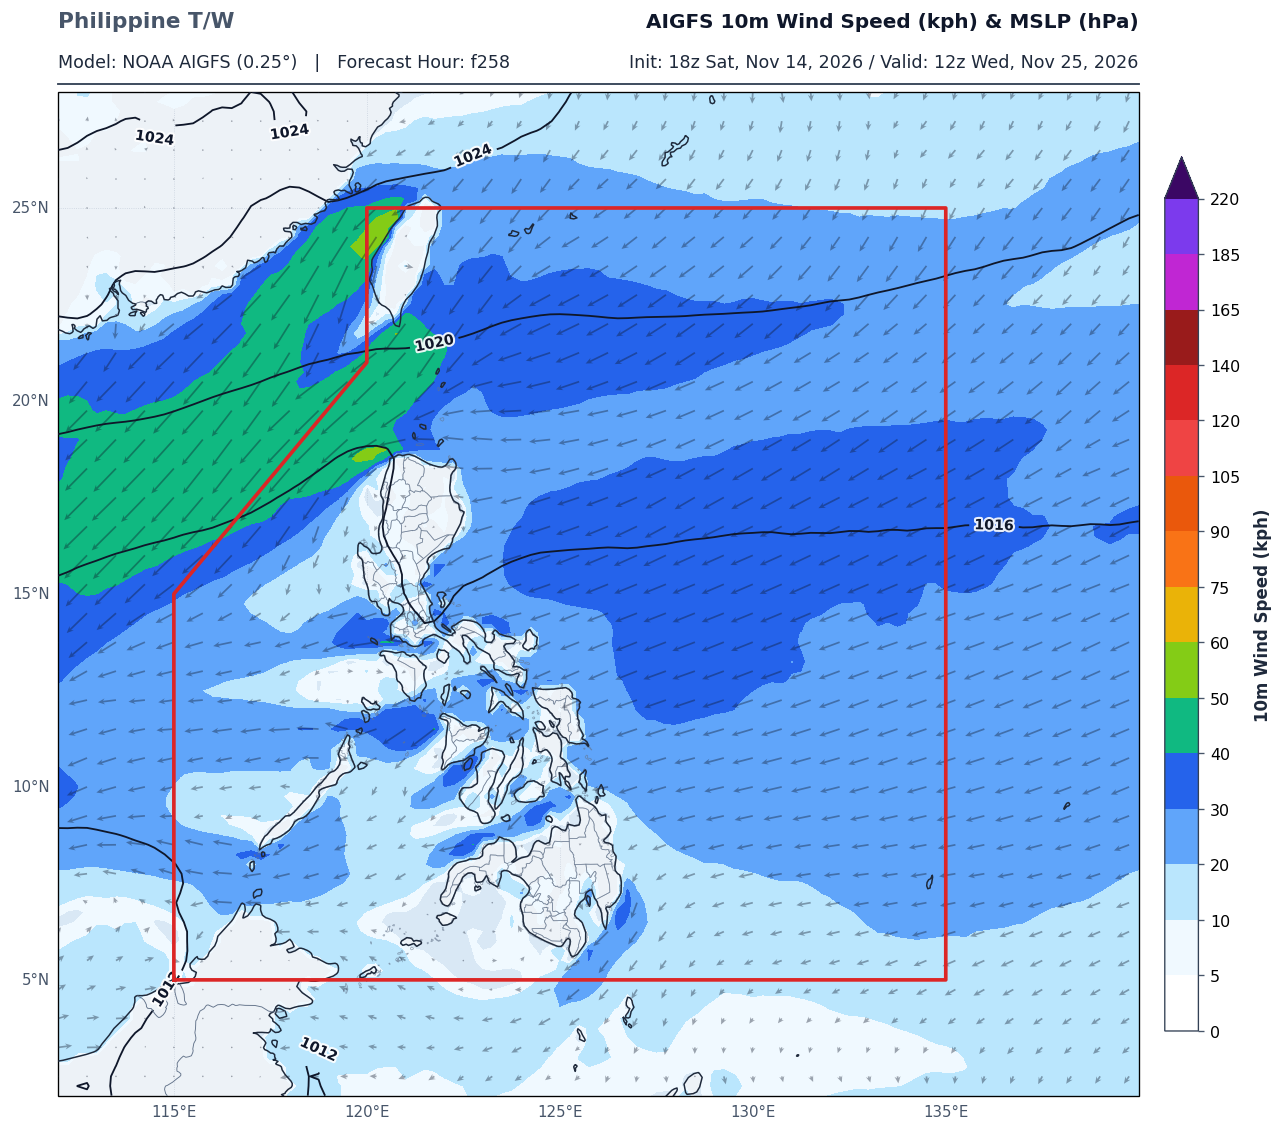 Philippine T/W
AIGFS 10m Wind Speed (kph) & MSLP (hPa)
Model: NOAA AIGFS (0.25°) | Forecast Hour: f258
Init: 18z Sat, Nov 14, 2026 / Valid: 12z Wed, Nov 25, 2026
1024
1024
1024
1020
1016
1012
1012
25°N
20°N
15°N
10°N
5°N
115°E
120°E
125°E
130°E
135°E
220
185
165
140
120
105
90
75
60
50
40
30
20
10
5
0
10m Wind Speed (kph)